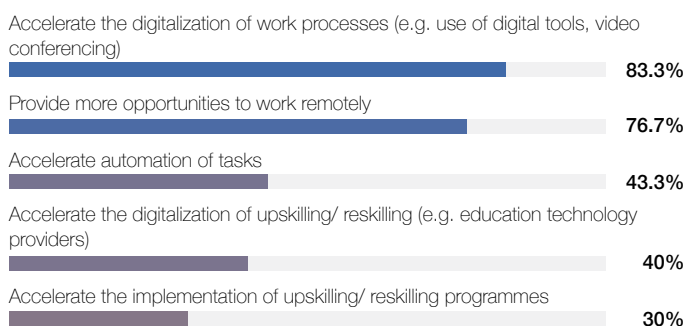 Accelerate the digitalization of work processes (e.g. use of digital tools, video
conferencing)
83.3%
Provide more opportunities to work remotely
76.7%
Accelerate automation of tasks
43.3%
Accelerate the digitalization of upskilling/ reskilling (e.g. education technology
providers)
40%
Accelerate the implementation of upskilling/ reskilling programmes
30%